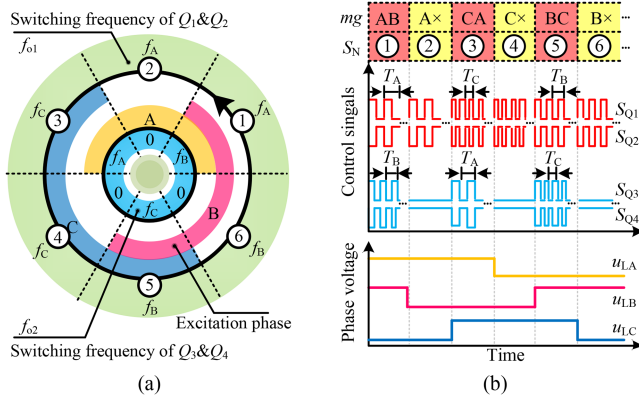 Switching frequency of Q1&Q2
fo1
fA
2
fC
3
1
fA
A
0
fA
fB
0
0
fC
B
C
4
fC
6
fB
5
fB
fo2
Excitation phase
Switching frequency of Q3&Q4
(a)
mg AB A× CA C× BC B×
SN 1 2 3 4 5 6
Control singals
TA TC TB
SQ1
... ... ... ... ... ...
SQ2
TB TA TC
SQ3
... ... ...
SQ4
Phase voltage
uLA
uLB
uLC
Time
(b)